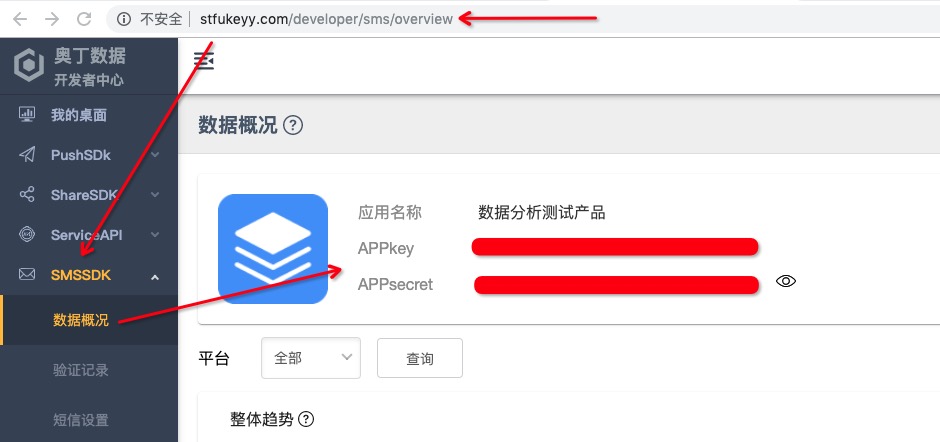 不安全 stfukeyy.com/developer/sms/overview
奥丁数据
开发者中心
我的桌面
PushSDk
ShareSDK
ServiceAPI
SMSSDK
数据概况
验证记录
短信设置
数据概况 ?
应用名称 数据分析测试产品
APPkey
APPsecret
平台 全部 查询
整体趋势 ?